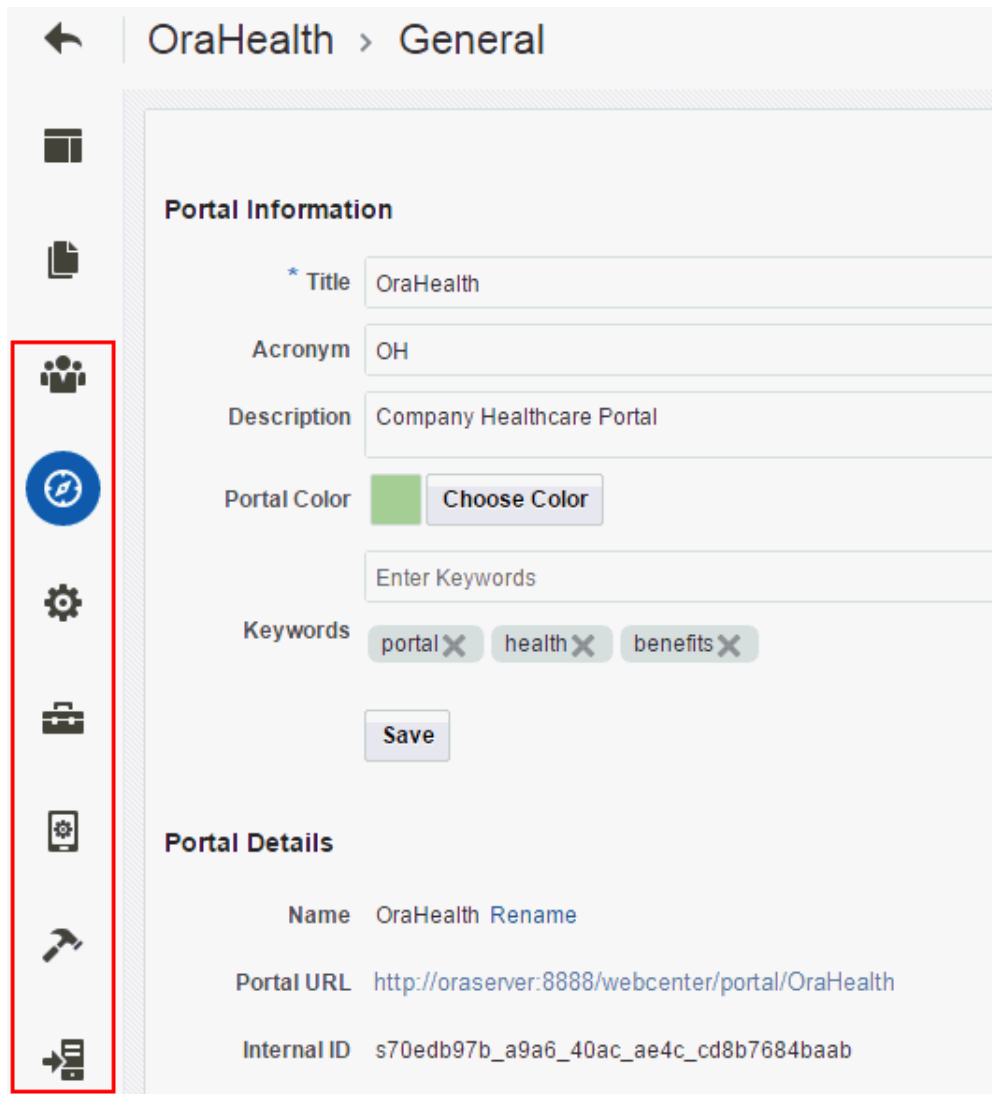 OraHealth › General
Portal Information
* Title OraHealth
Acronym OH
Description Company Healthcare Portal
Portal Color Choose Color
Enter Keywords
Keywords portal health benefits
Save
Portal Details
Name OraHealth Rename
Portal URL http://oraserver:8888/webcenter/portal/OraHealth
Internal ID s70edb97b_a9a6_40ac_ae4c_cd8b7684baab